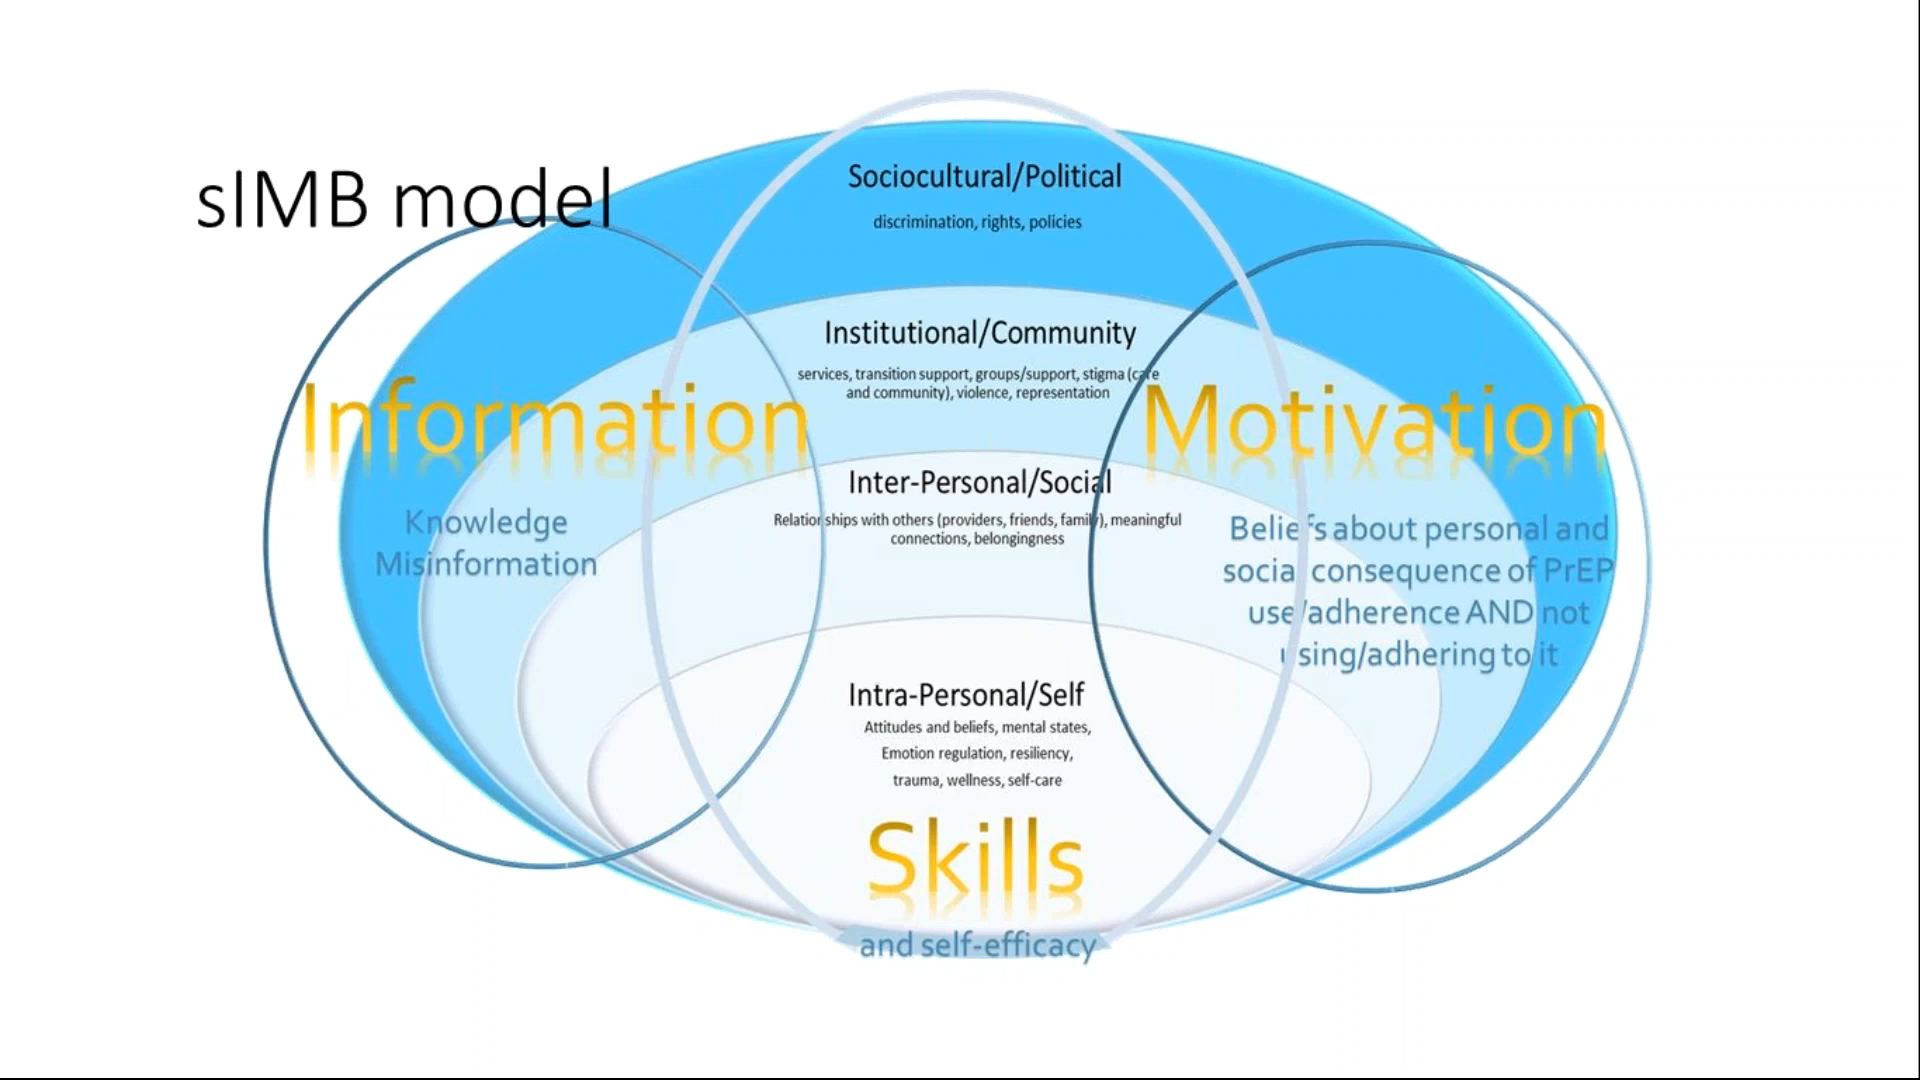 sIMB model
Sociocultural/Political
discrimination, rights, policies
Institutional/Community
services, transition support, groups/support, stigma (care
and community), violence, representation
Information
Motivation
Inter-Personal/Social
Relationships with others (providers, friends, family), meaningful
connections, belongingness
Knowledge
Misinformation
Beliefs about personal and
social consequence of PrEP
use/adherence AND not
using/adhering to it
Intra-Personal/Self
Attitudes and beliefs, mental states,
Emotion regulation, resiliency,
trauma, wellness, self-care
Skills
and self-efficacy